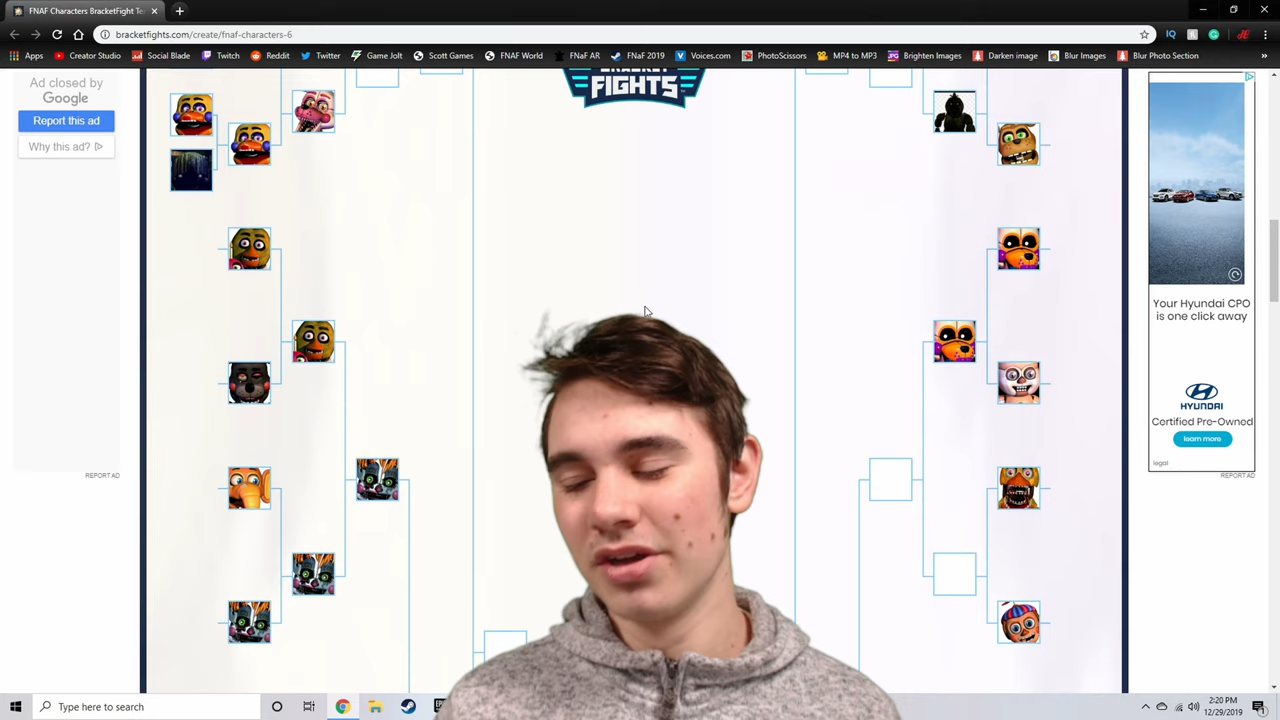 FNAF Characters BracketFight Te
bracketfights.com/create/fnaf-characters-6
Apps Creator Studio Social Blade Twitch Reddit Twitter Game Jolt Scott Games FNAF World FNaF AR FNaF 2019 Voices.com PhotoScissors MP4 to MP3 Brighten Images Darken image Blur Images Blur Photo Section
Ad closed by
Google
Report this ad
Why this ad?
REPORT AD
FIGHTS
Your Hyundai CPO
is one click away
HYUNDAI
Certified Pre-Owned
learn more
legal
REPORT AD
Type here to search
2:20 PM
12/29/2019